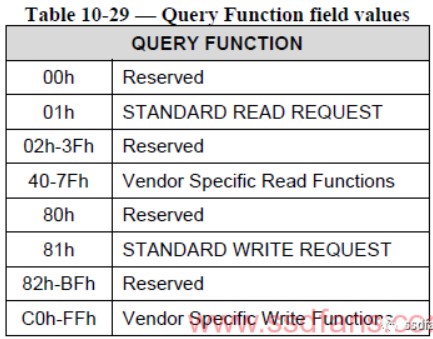 Table 10-29 — Query Function field values
QUERY FUNCTION
00h Reserved
01h STANDARD READ REQUEST
02h-3Fh Reserved
40-7Fh Vendor Specific Read Functions
80h Reserved
81h STANDARD WRITE REQUEST
82h-BFh Reserved
C0h-FFh Vendor Specific Write Functions
www.ssdfans.com